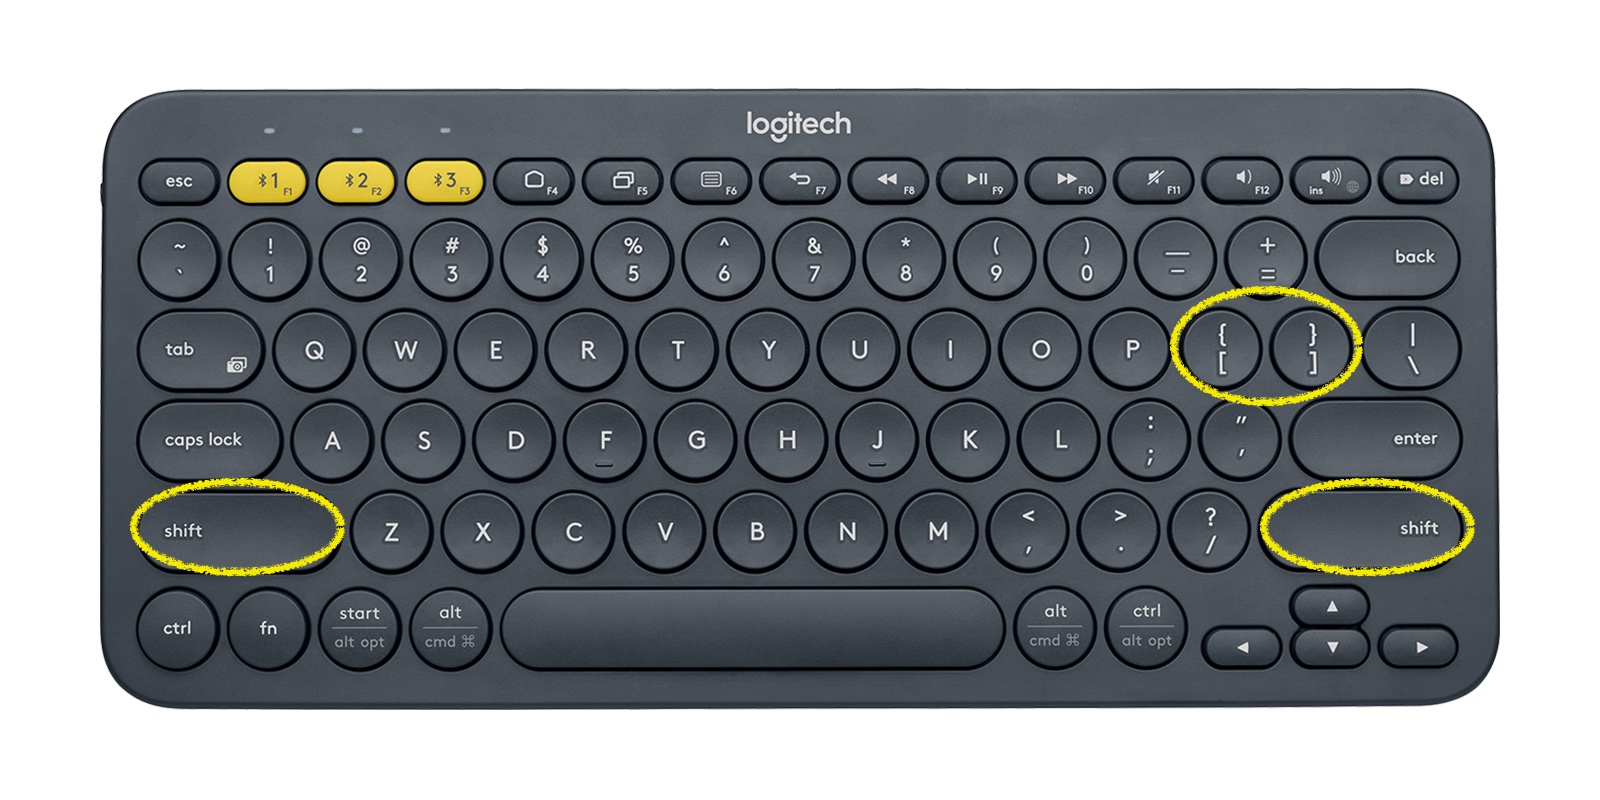 logitech
esc 1 F1 2 F2 3 F3 F4 F5 F6 F7 F8 F9 F10 F11 F12 ins del
~ ! @ # $ % ^ & * ( ) — +
` 1 2 3 4 5 6 7 8 9 0 – = back
tab Q W E R T Y U I O P { [ } ] | \
caps lock A S D F G H J K L : ; " ' enter
shift Z X C V B N M < , > . ? / shift
ctrl fn start alt alt ctrl
alt opt cmd ⌘ cmd ⌘ alt opt